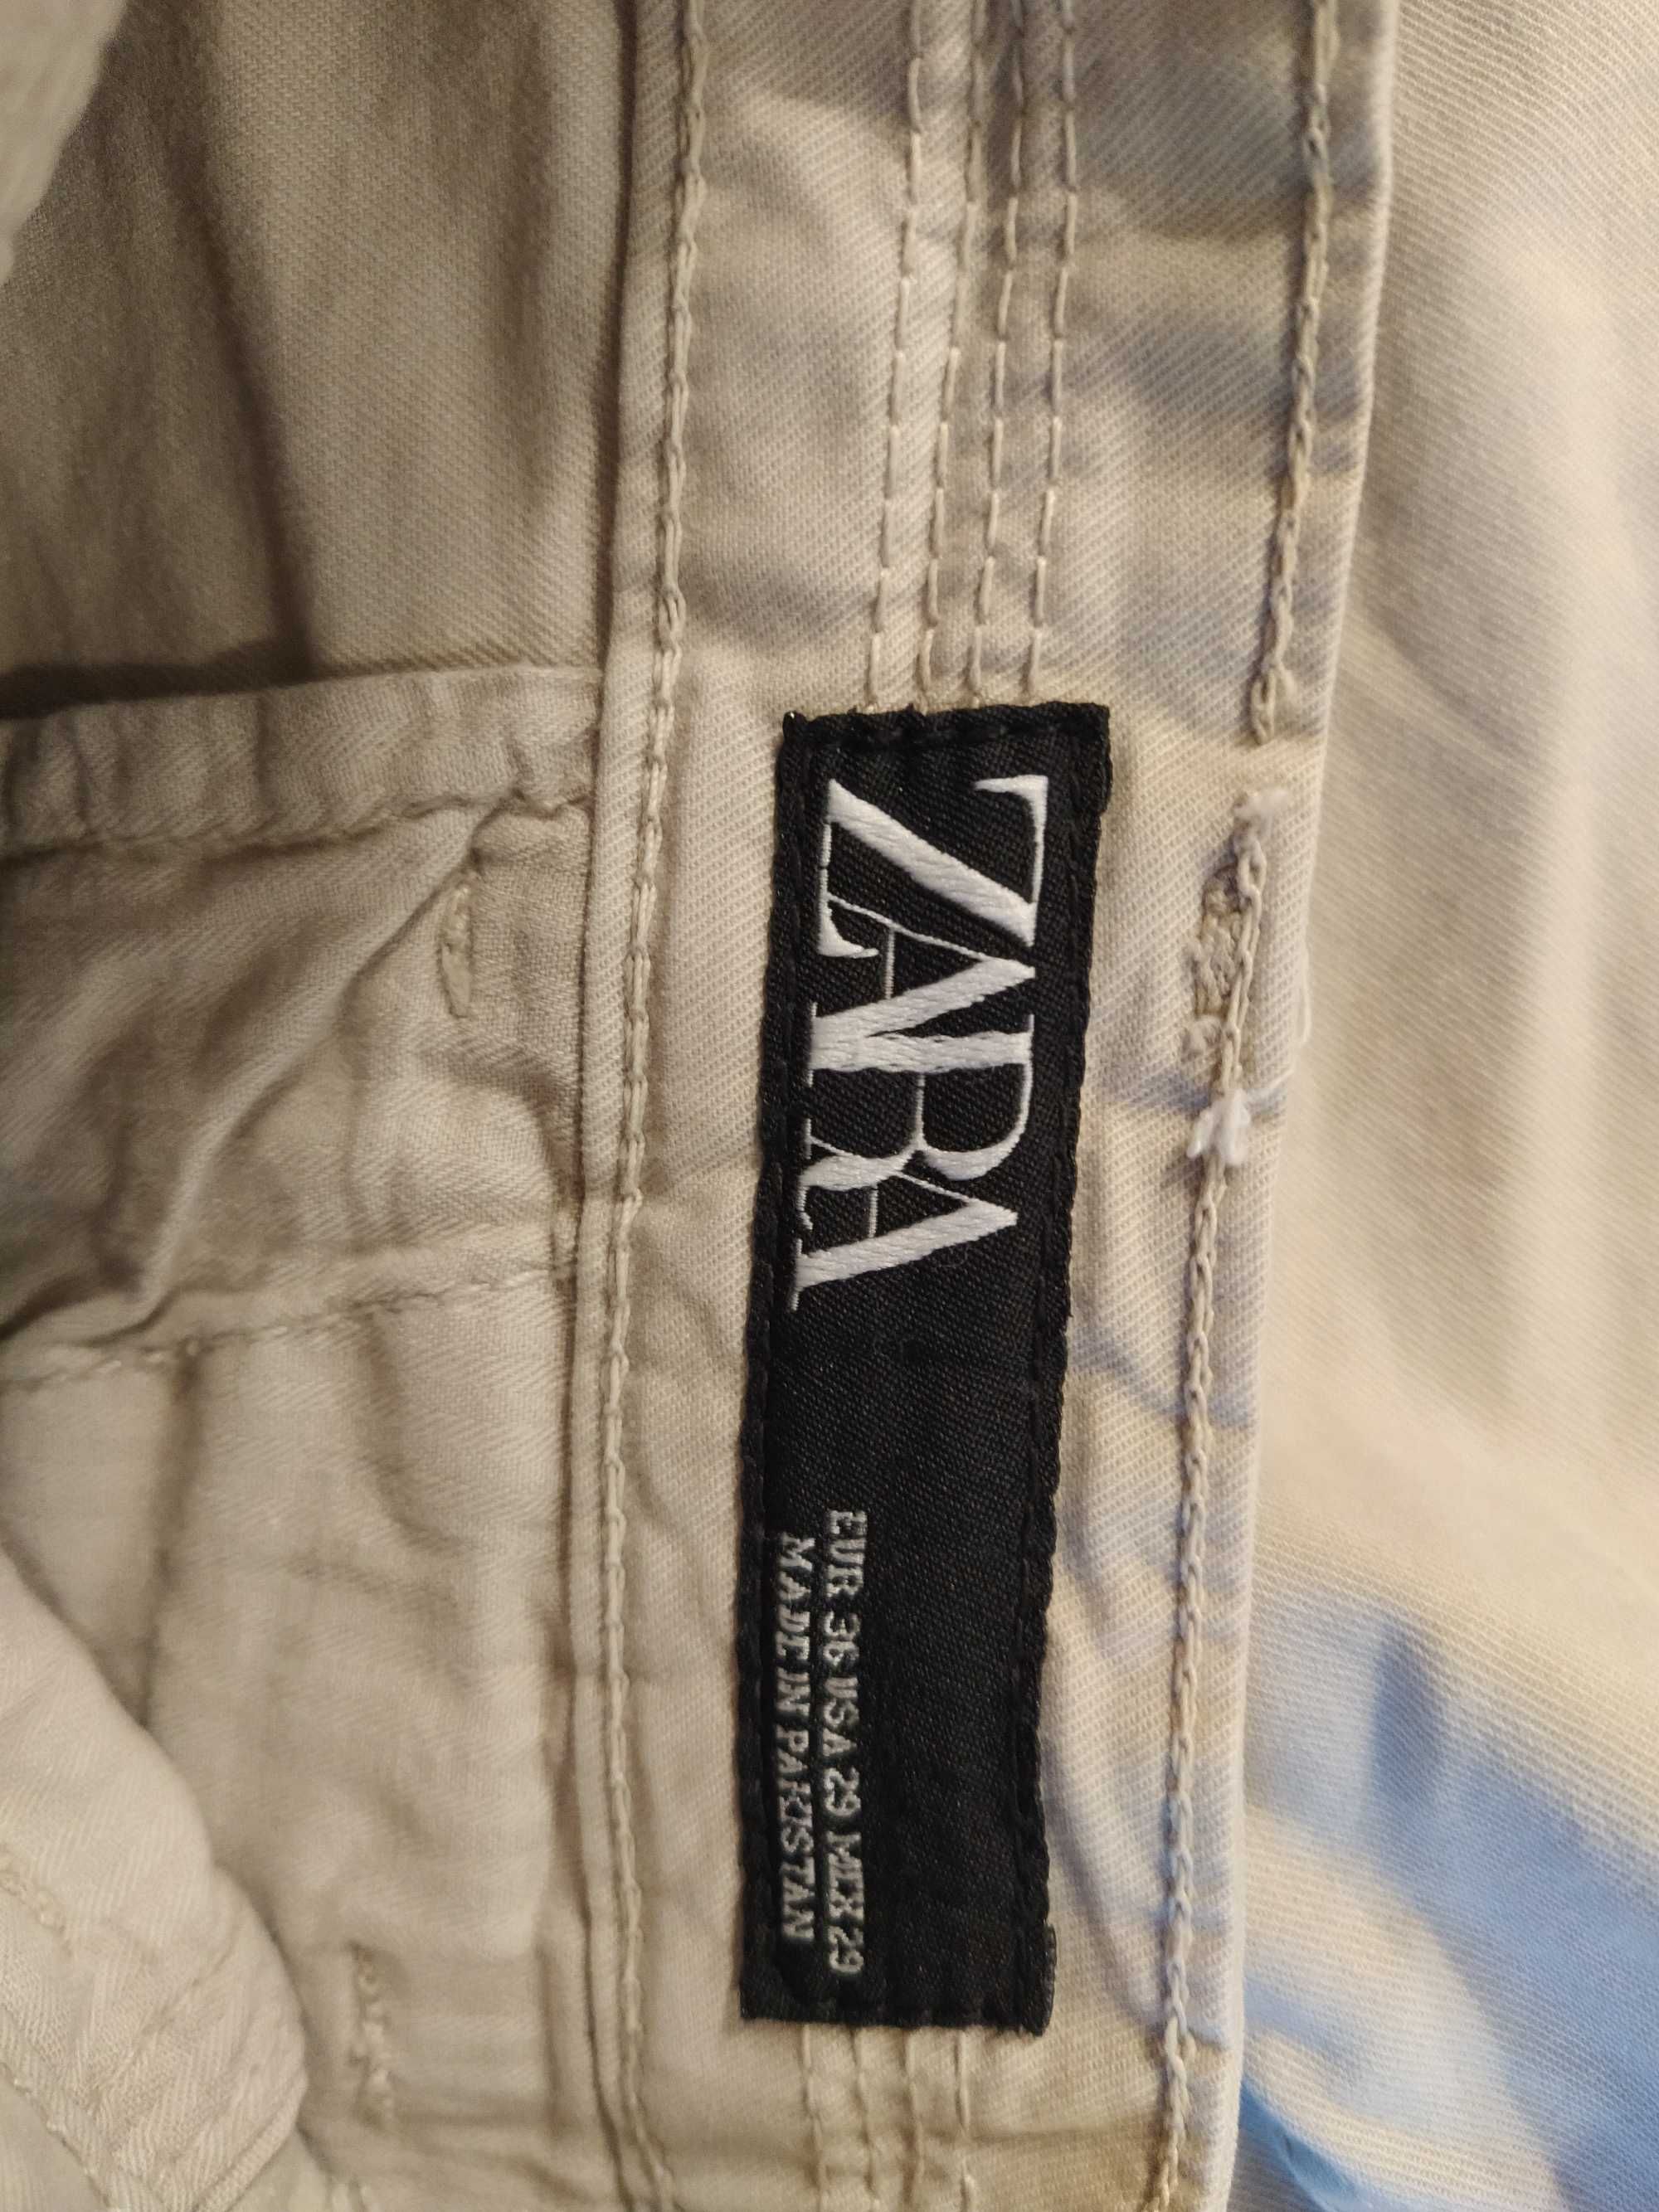 ZARA
EUR 36 USA 29 MEX 29
MADE IN PAKISTAN